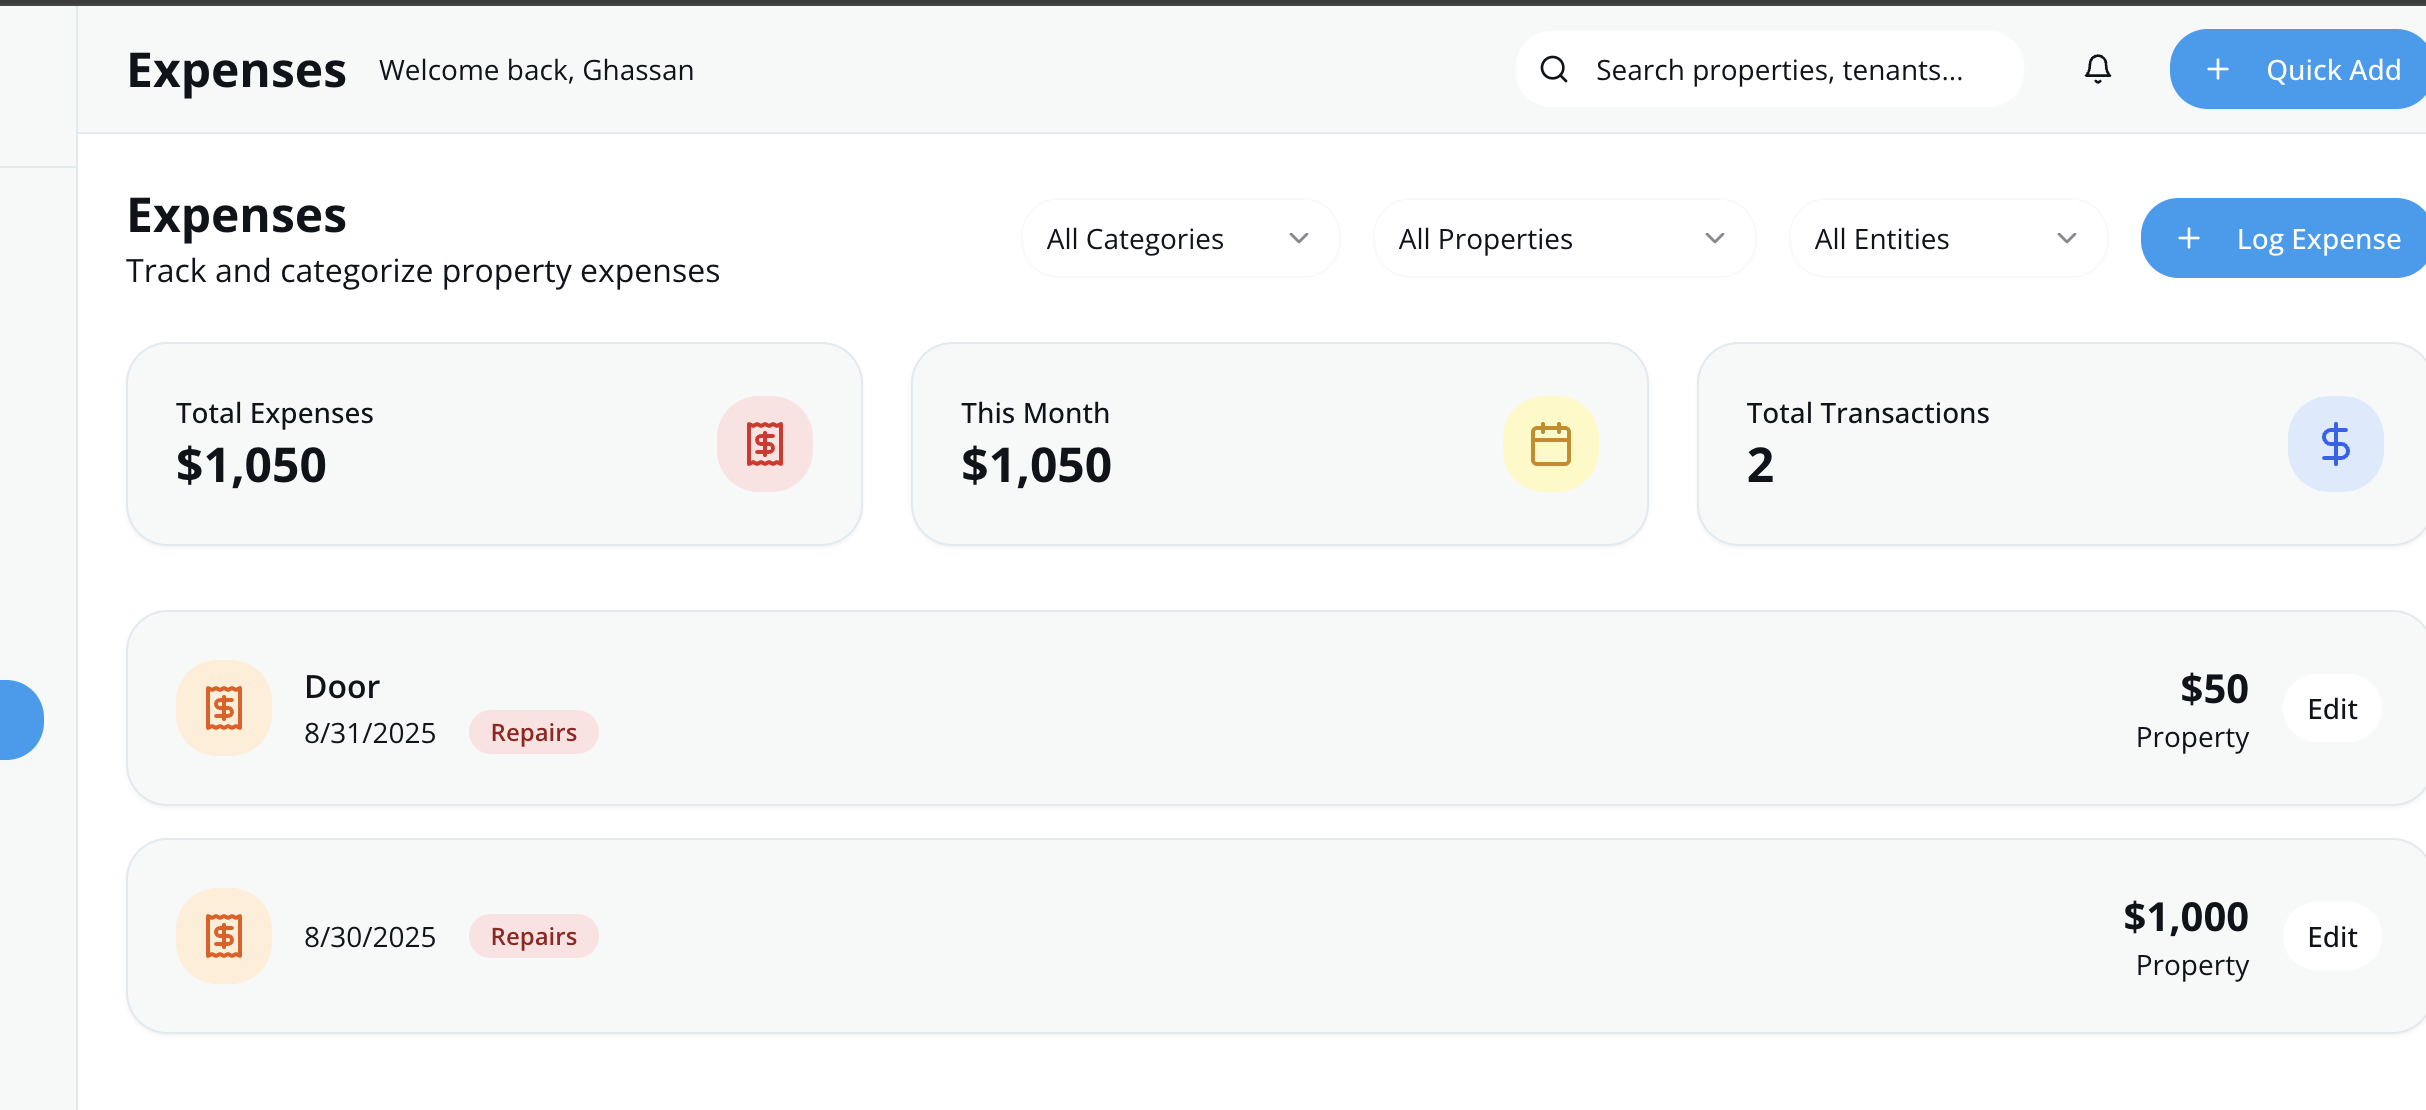 Expenses
Welcome back, Ghassan
Search properties, tenants...
Quick Add
Expenses
Track and categorize property expenses
All Categories
All Properties
All Entities
Log Expense
Total Expenses
$1,050
This Month
$1,050
Total Transactions
2
Door
8/31/2025
Repairs
$50
Property
Edit
8/30/2025
Repairs
$1,000
Property
Edit